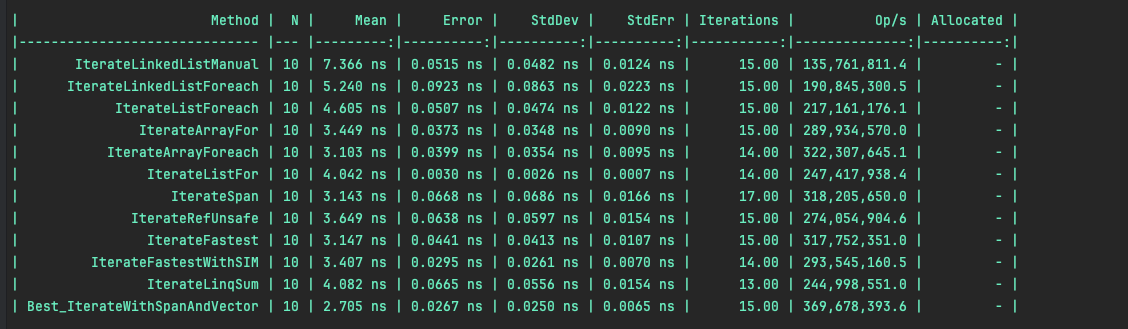 |                       Method |  N |     Mean |     Error |    StdDev |    StdErr | Iterations |          Op/s | Allocated |
|----------------------------- |--- |---------:|----------:|----------:|----------:|-----------:|--------------:|----------:|
|            IterateLinkedListManual | 10 | 7.366 ns | 0.0515 ns | 0.0482 ns | 0.0124 ns |      15.00 | 135,761,811.4 |         - |
|           IterateLinkedListForeach | 10 | 5.240 ns | 0.0923 ns | 0.0863 ns | 0.0223 ns |      15.00 | 190,845,300.5 |         - |
|                 IterateListForeach | 10 | 4.605 ns | 0.0507 ns | 0.0474 ns | 0.0122 ns |      15.00 | 217,161,176.1 |         - |
|                    IterateArrayFor | 10 | 3.449 ns | 0.0373 ns | 0.0348 ns | 0.0090 ns |      15.00 | 289,934,570.0 |         - |
|                IterateArrayForeach | 10 | 3.103 ns | 0.0399 ns | 0.0354 ns | 0.0095 ns |      14.00 | 322,307,645.1 |         - |
|                     IterateListFor | 10 | 4.042 ns | 0.0030 ns | 0.0026 ns | 0.0007 ns |      14.00 | 247,417,938.4 |         - |
|                        IterateSpan | 10 | 3.143 ns | 0.0668 ns | 0.0686 ns | 0.0166 ns |      17.00 | 318,205,650.0 |         - |
|                   IterateRefUnsafe | 10 | 3.649 ns | 0.0638 ns | 0.0597 ns | 0.0154 ns |      15.00 | 274,054,904.6 |         - |
|                     IterateFastest | 10 | 3.147 ns | 0.0441 ns | 0.0413 ns | 0.0107 ns |      15.00 | 317,752,351.0 |         - |
|              IterateFastestWithSIM | 10 | 3.407 ns | 0.0295 ns | 0.0261 ns | 0.0070 ns |      14.00 | 293,545,160.5 |         - |
|                     IterateLinqSum | 10 | 4.082 ns | 0.0665 ns | 0.0556 ns | 0.0154 ns |      13.00 | 244,998,551.0 |         - |
|      Best_IterateWithSpanAndVector | 10 | 2.705 ns | 0.0267 ns | 0.0250 ns | 0.0065 ns |      15.00 | 369,678,393.6 |         - |